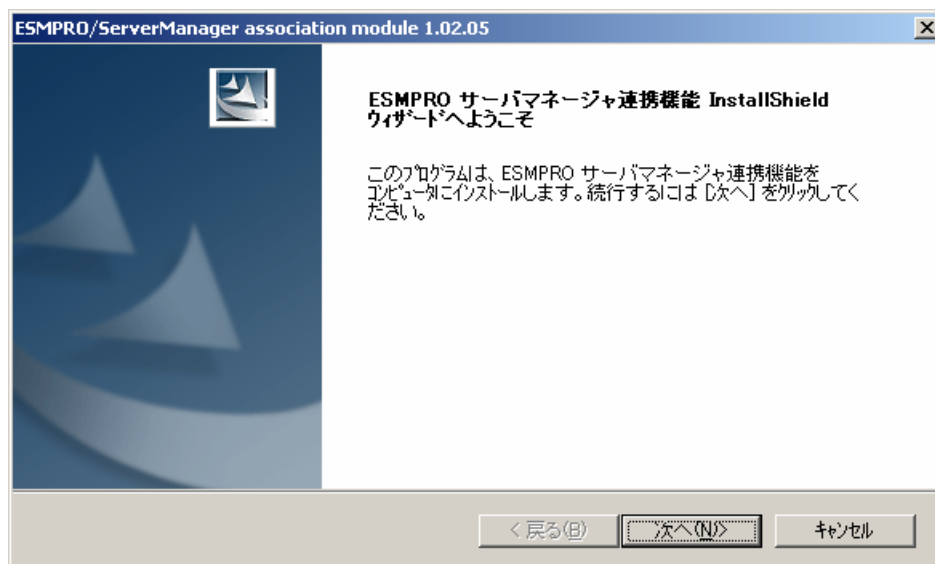 ESMPRO/ServerManager association module 1.02.05
ESMPRO サーバマネージャ連携機能 InstallShield
ｳｨｻﾞｰﾄﾞへようこそ
このﾌﾟﾛｸﾞﾗﾑは、ESMPRO サーバマネージャ連携機能を
ｺﾝﾋﾟｭｰﾀにｲﾝｽﾄｰﾙします。続行するには [次へ] をｸﾘｯｸしてく
ださい。
< 戻る(B)
次へ(N)>
ｷｬﾝｾﾙ